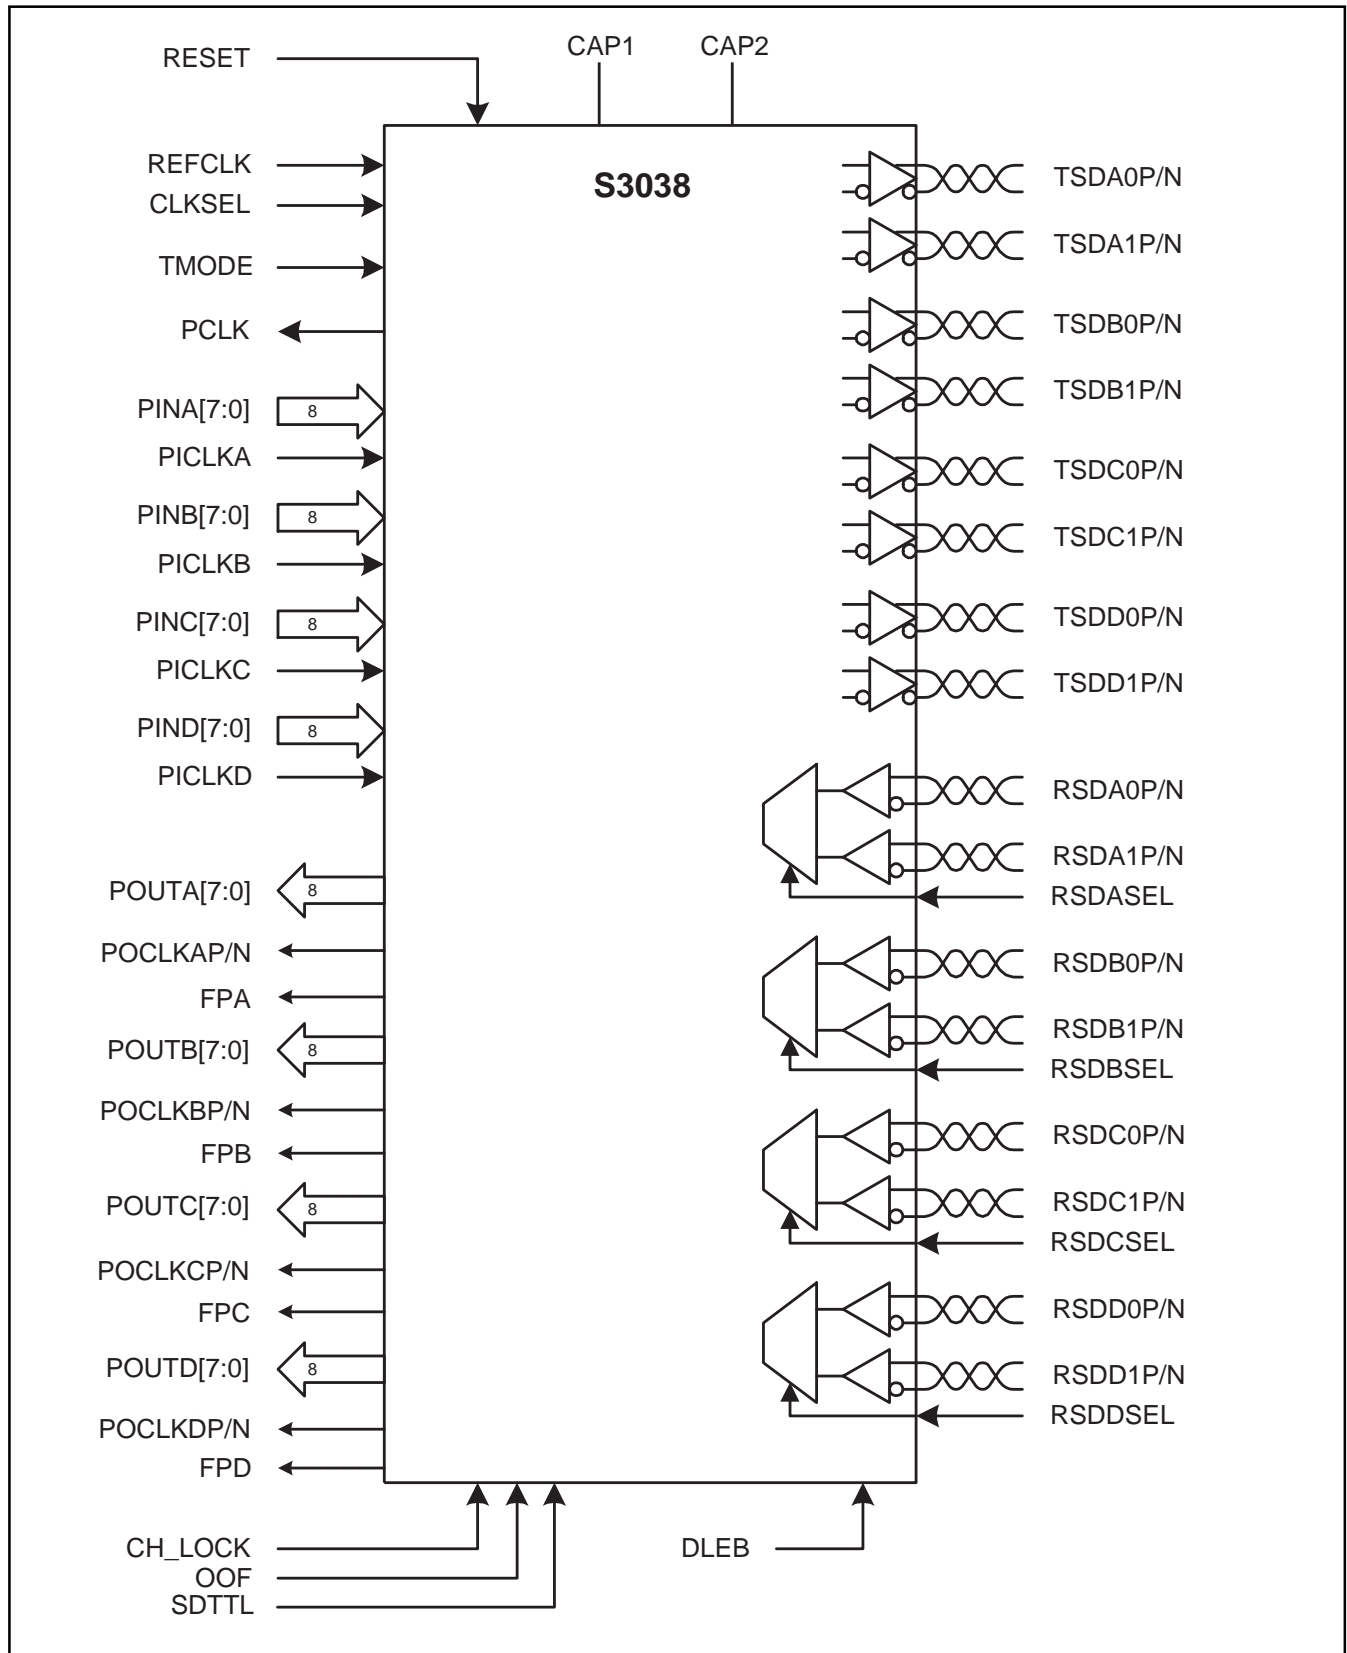 RESET
CAP1
CAP2
S3038
REFCLK
CLKSEL
TMODE
PCLK
PINA[7:0]
8
PICLKA
PINB[7:0]
8
PICLKB
PINC[7:0]
8
PICLKC
PIND[7:0]
8
PICLKD
POUTA[7:0]
8
POCLKAP/N
FPA
POUTB[7:0]
8
POCLKBP/N
FPB
POUTC[7:0]
8
POCLKCP/N
FPC
POUTD[7:0]
8
POCLKDP/N
FPD
TSDA0P/N
TSDA1P/N
TSDB0P/N
TSDB1P/N
TSDC0P/N
TSDC1P/N
TSDD0P/N
TSDD1P/N
RSDA0P/N
RSDA1P/N
RSDASEL
RSDB0P/N
RSDB1P/N
RSDBSEL
RSDC0P/N
RSDC1P/N
RSDCSEL
RSDD0P/N
RSDD1P/N
RSDDSEL
CH_LOCK
OOF
SDTTL
DLEB